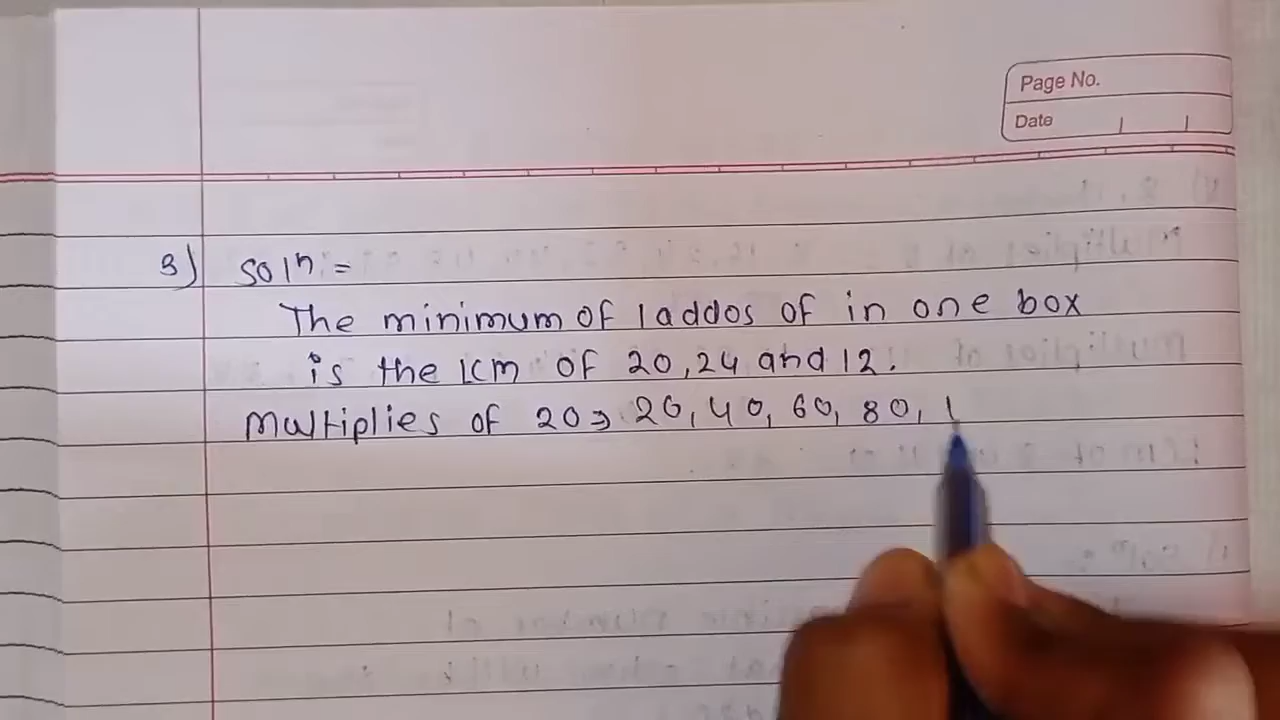 Page No.
Date
3) Soln:=
The minimum of laddos of in one box
is the lcm of 20, 24 and 12.
Multiplies of 20 ⇒ 20, 40, 60, 80, 1